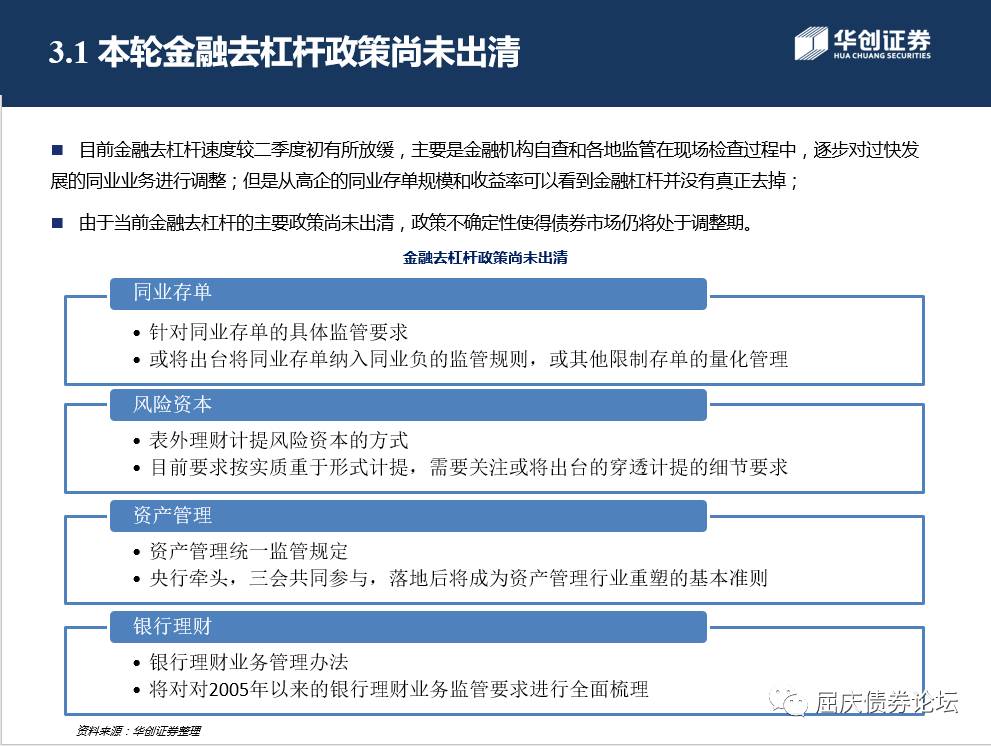 3.1 本轮金融去杠杆政策尚未出清
华创证券
HUA CHUANG SECURITIES
■ 目前金融去杠杆速度较二季度初有所放缓，主要是金融机构自查和各地监管在现场检查过程中，逐步对过快发
展的同业业务进行调整；但是从高企的同业存单规模和收益率可以看到金融杠杆并没有真正去掉；
■ 由于当前金融去杠杆的主要政策尚未出清，政策不确定性使得债券市场仍将处于调整期。
金融去杠杆政策尚未出清
同业存单
• 针对同业存单的具体监管要求
• 或将出台将同业存单纳入同业负的监管规则，或其他限制存单的量化管理
风险资本
• 表外理财计提风险资本的方式
• 目前要求按实质重于形式计提，需要关注或将出台的穿透计提的细节要求
资产管理
• 资产管理统一监管规定
• 央行牵头，三会共同参与，落地后将成为资产管理行业重塑的基本准则
银行理财
• 银行理财业务管理办法
• 将对对2005年以来的银行理财业务监管要求进行全面梳理
屈庆债券论坛
资料来源：华创证券整理